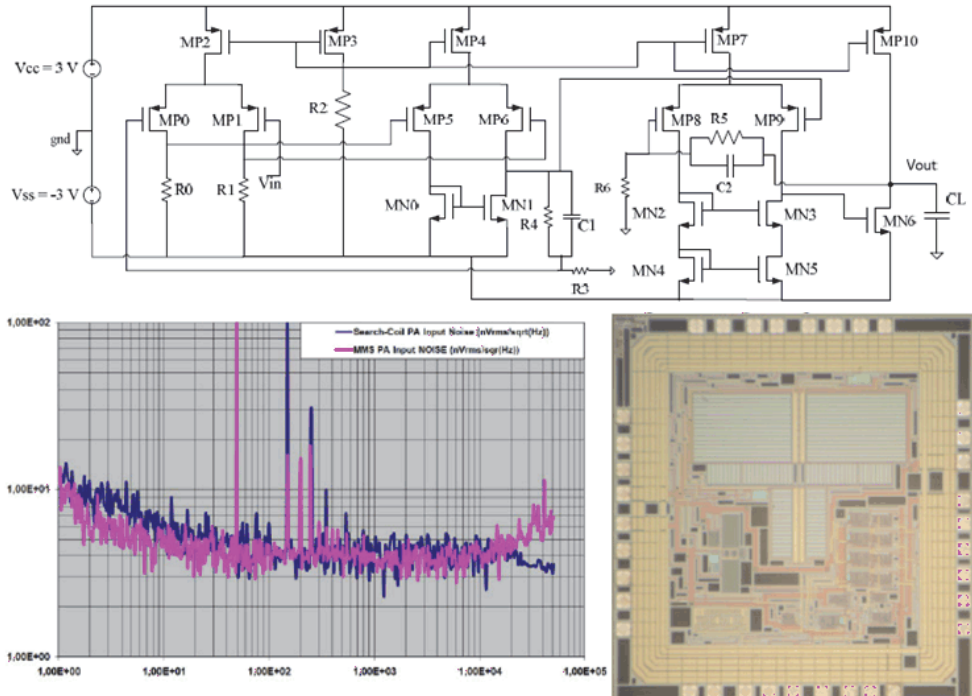 MP2
MP3
MP4
MP7
MP10
Vcc = 3 V
R2
MP0
MP1
MP5
MP6
MP8
R5
MP9
gnd
C2
Vout
Vss = -3 V
R0
R1
Vin
MN0
MN1
R4
C1
R6
MN2
MN3
MN6
CL
R3
MN4
MN5
1,00E+02
Search-Coil PA Input Noise (nVrms/sqrt(Hz))
MMS PA Input NOISE (nVrms)/sqr(Hz))
1,00E+01
1,00E+00
1,00E+00
1,00E+01
1,00E+02
1,00E+03
1,00E+04
1,00E+05